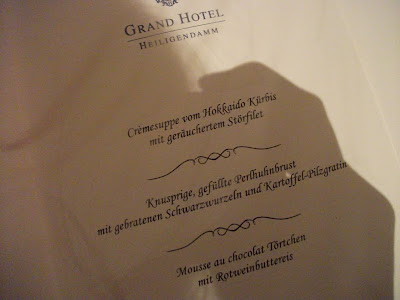 GRAND HOTEL
HEILIGENDAMM
Crèmesuppe vom Hokkaido Kürbis
mit geräuchertem Störfilet
Knusprige, gefüllte Perlhuhnbrust
mit gebratenen Schwarzwurzeln und Kartoffel-Pilzgratin
Mousse au chocolat Törtchen
mit Rotweinbuttereis